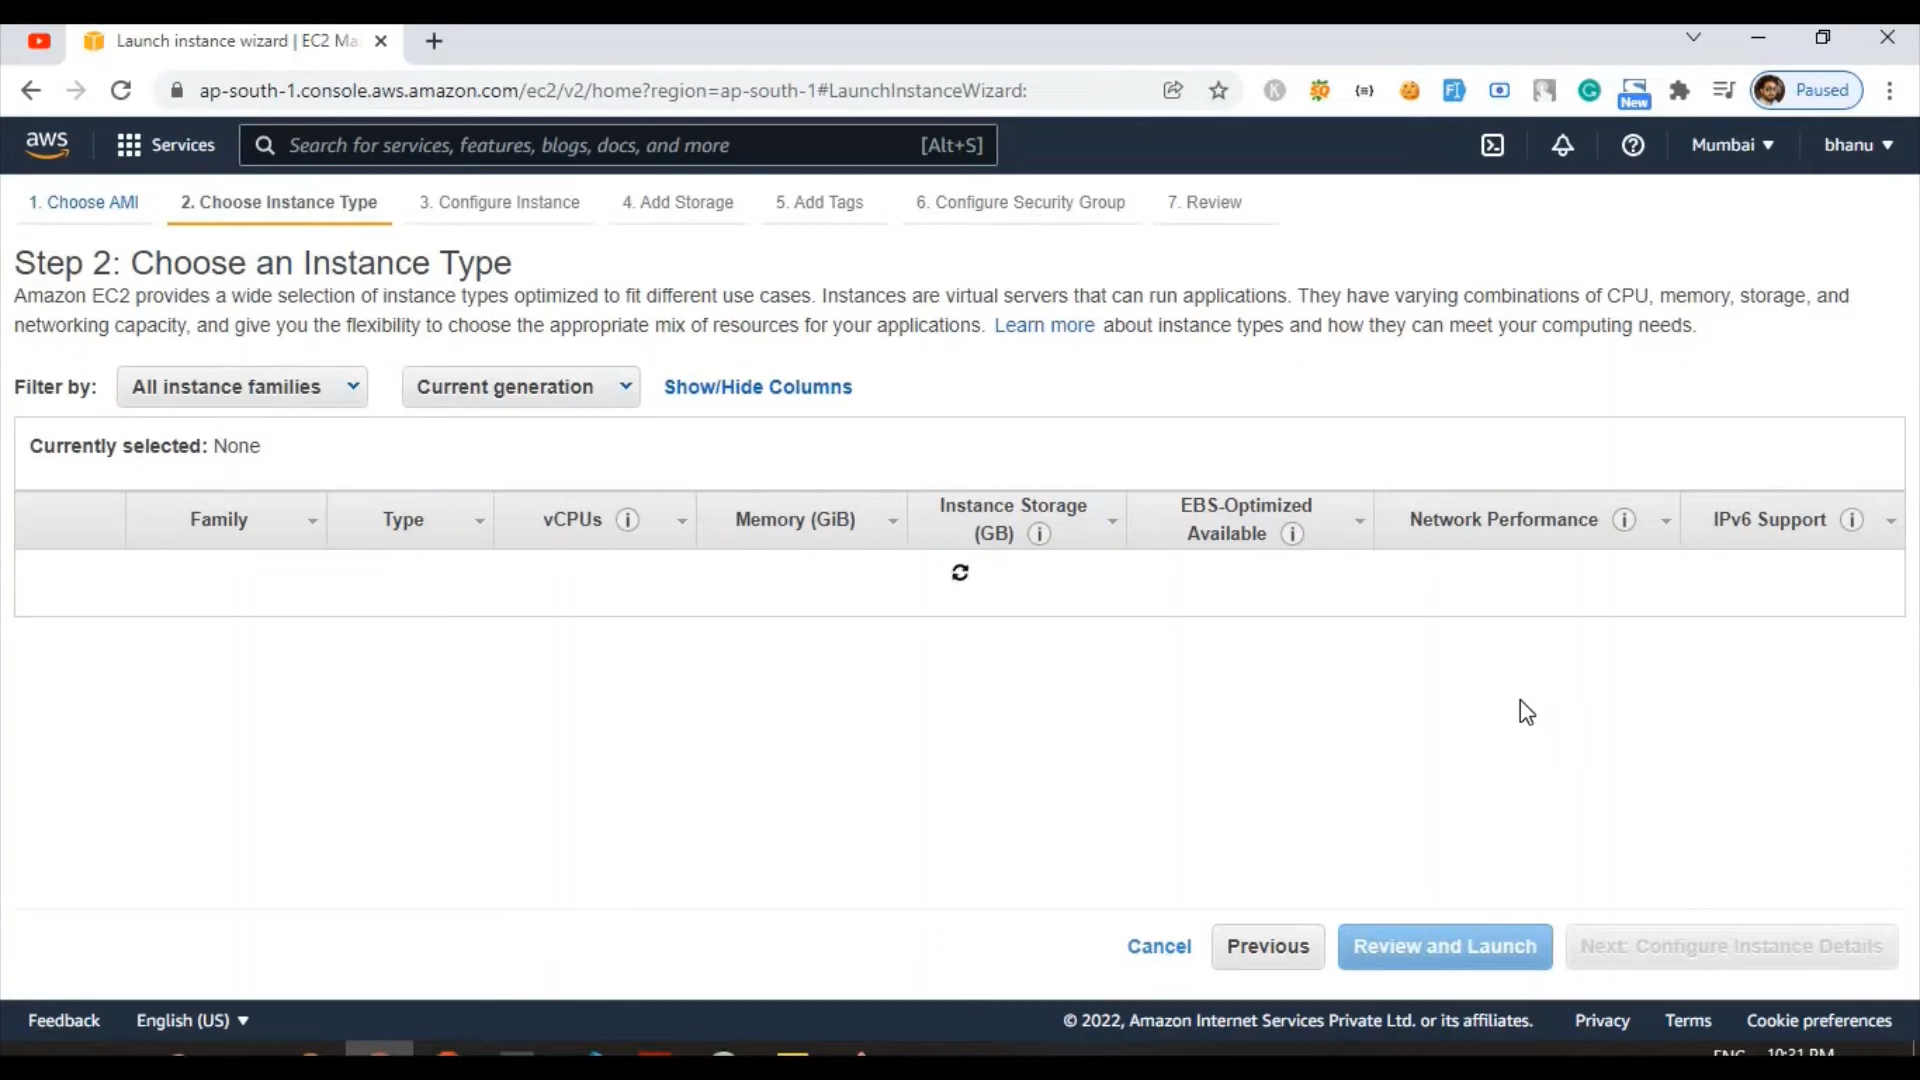 Launch instance wizard | EC2 Ma
ap-south-1.console.aws.amazon.com/ec2/v2/home?region=ap-south-1#LaunchInstanceWizard:
New
Paused
aws
Services
Search for services, features, blogs, docs, and more
[Alt+S]
Mumbai
bhanu
1. Choose AMI
2. Choose Instance Type
3. Configure Instance
4. Add Storage
5. Add Tags
6. Configure Security Group
7. Review
Step 2: Choose an Instance Type
Amazon EC2 provides a wide selection of instance types optimized to fit different use cases. Instances are virtual servers that can run applications. They have varying combinations of CPU, memory, storage, and
networking capacity, and give you the flexibility to choose the appropriate mix of resources for your applications. Learn more about instance types and how they can meet your computing needs.
Filter by:
All instance families
Current generation
Show/Hide Columns
Currently selected: None
Family
Type
vCPUs
Memory (GiB)
Instance Storage
(GB)
EBS-Optimized
Available
Network Performance
IPv6 Support
Cancel
Previous
Review and Launch
Next: Configure Instance Details
Feedback
English (US)
© 2022, Amazon Internet Services Private Ltd. or its affiliates.
Privacy
Terms
Cookie preferences
ENG
10:31 PM